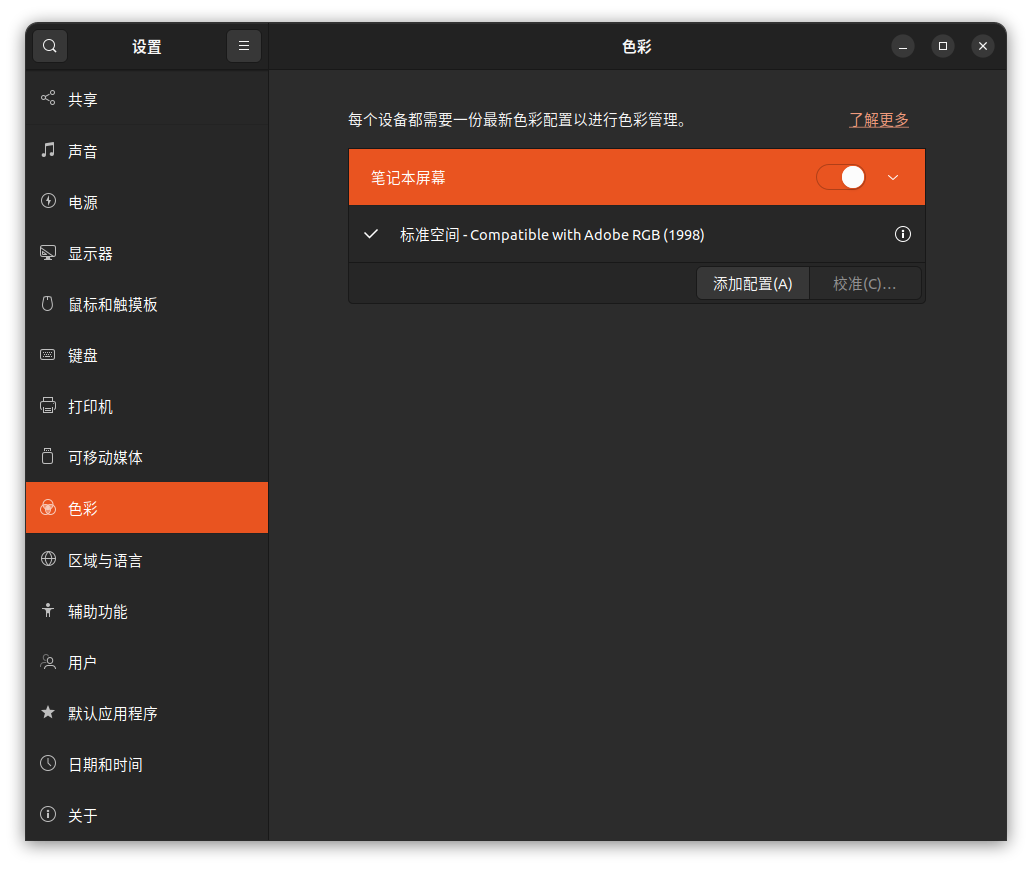 设置
色彩
共享
声音
电源
显示器
鼠标和触摸板
键盘
打印机
可移动媒体
色彩
区域与语言
辅助功能
用户
默认应用程序
日期和时间
关于
每个设备都需要一份最新色彩配置以进行色彩管理。
了解更多
笔记本屏幕
标准空间 - Compatible with Adobe RGB (1998)
添加配置(A)
校准(C)…